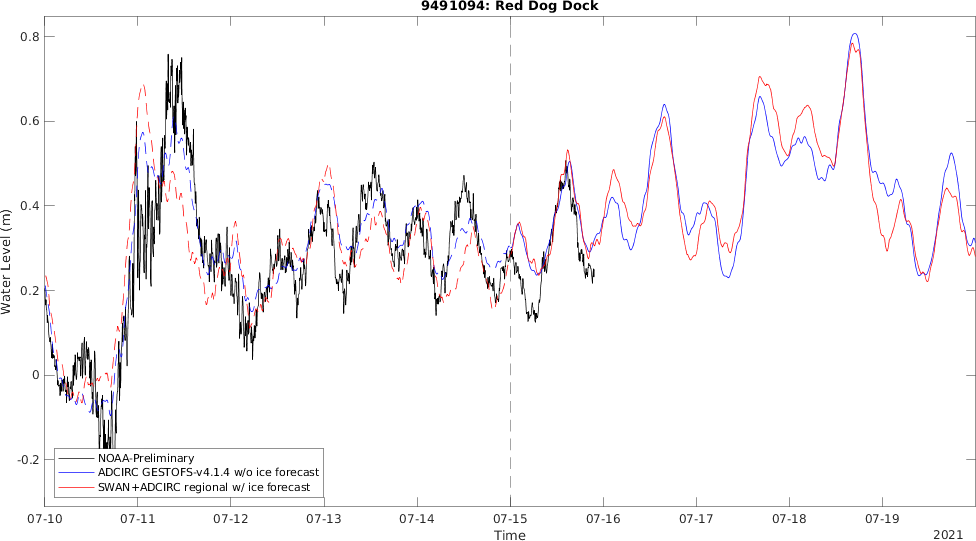 9491094: Red Dog Dock
Water Level (m)
0.8
0.6
0.4
0.2
0
-0.2
NOAA-Preliminary
ADCIRC GESTOFS-v4.1.4 w/o ice forecast
SWAN+ADCIRC regional w/ ice forecast
07-10 07-11 07-12 07-13 07-14 07-15 07-16 07-17 07-18 07-19
Time
2021